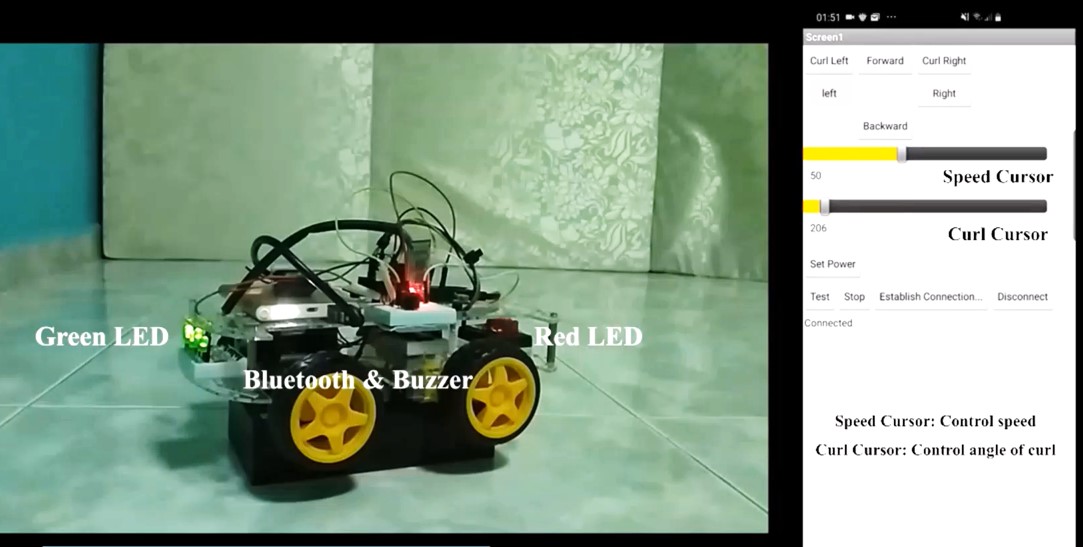 Green LED
Red LED
Bluetooth & Buzzer
01:51
Screen1
Curl Left Forward Curl Right
left Right
Backward
50
Speed Cursor
206
Curl Cursor
Set Power
Test Stop Establish Connection... Disconnect
Connected
Speed Cursor: Control speed
Curl Cursor: Control angle of curl